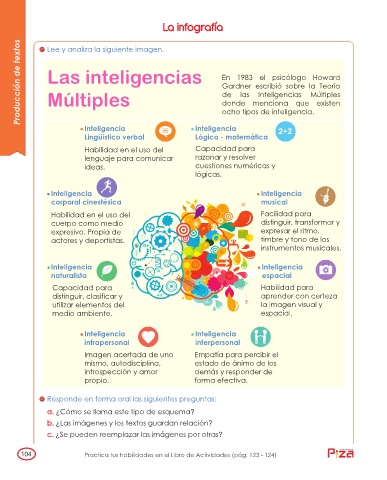 La infografía
Producción de textos
Lee y analiza la siguiente imagen.
Las inteligencias
Múltiples
En 1983 el psicólogo Howard
Gardner escribió sobre la Teoría
de las Inteligencias Múltiples
donde menciona que existen
ocho tipos de inteligencia.
Inteligencia
Lingüístico verbal
Habilidad en el uso del
lenguaje para comunicar
ideas.
Inteligencia
Lógico - matemática
2+2
Capacidad para
razonar y resolver
cuestiones numéricas y
lógicas.
Inteligencia
corporal cinestésica
Habilidad en el uso del
cuerpo como medio
expresivo. Propia de
actores y deportistas.
Inteligencia
musical
Facilidad para
distinguir, transformar y
expresar el ritmo,
timbre y tono de los
instrumentos musicales.
Inteligencia
naturalista
Capacidad para
distinguir, clasificar y
utilizar elementos del
medio ambiente.
Inteligencia
espacial
Habilidad para
aprender con certeza
la imagen visual y
espacial.
Inteligencia
intrapersonal
Imagen acertada de uno
mismo, autodisciplina,
introspección y amor
propio.
Inteligencia
interpersonal
Empatía para percibir el
estado de ánimo de los
demás y responder de
forma efectiva.
Responde en forma oral las siguientes preguntas:
a. ¿Cómo se llama este tipo de esquema?
b. ¿Las imágenes y los textos guardan relación?
c. ¿Se pueden reemplazar las imágenes por otras?
104
Practica tus habilidades en el Libro de Actividades (pág. 123 - 124)
Piza